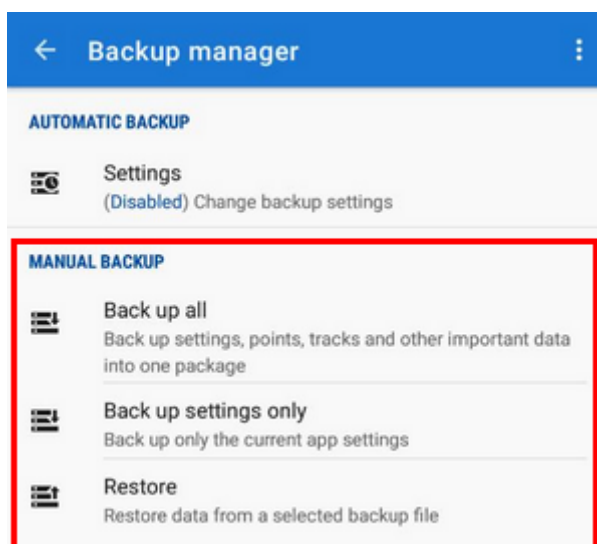 Backup manager
AUTOMATIC BACKUP
Settings
(Disabled) Change backup settings
MANUAL BACKUP
Back up all
Back up settings, points, tracks and other important data
into one package
Back up settings only
Back up only the current app settings
Restore
Restore data from a selected backup file